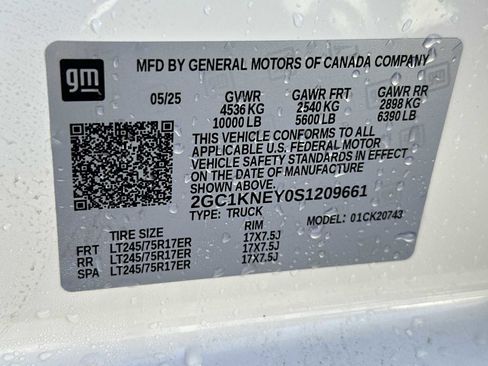 gm
MFD BY GENERAL MOTORS OF CANADA COMPANY
05/25 GVWR GAWR FRT GAWR RR
4536 KG 2540 KG 2898 KG
10000 LB 5600 LB 6390 LB
THIS VEHICLE CONFORMS TO ALL
APPLICABLE U.S. FEDERAL MOTOR
VEHICLE SAFETY STANDARDS IN EFFECT
ON THE DATE OF MANUFACTURE
SHOWN ABOVE.
2GC1KNEY0S1209661
TYPE: TRUCK MODEL: 01CK20743
TIRE SIZE RIM
FRT LT245/75R17ER 17X7.5J
RR LT245/75R17ER 17X7.5J
SPA LT245/75R17ER 17X7.5J